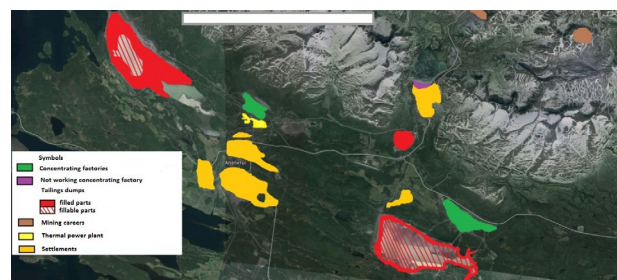 Symbols
Concentrating factories
Not working concentrating factory
Tailings dumps
filled parts
fillable parts
Mining careers
Thermal power plant
Settlements